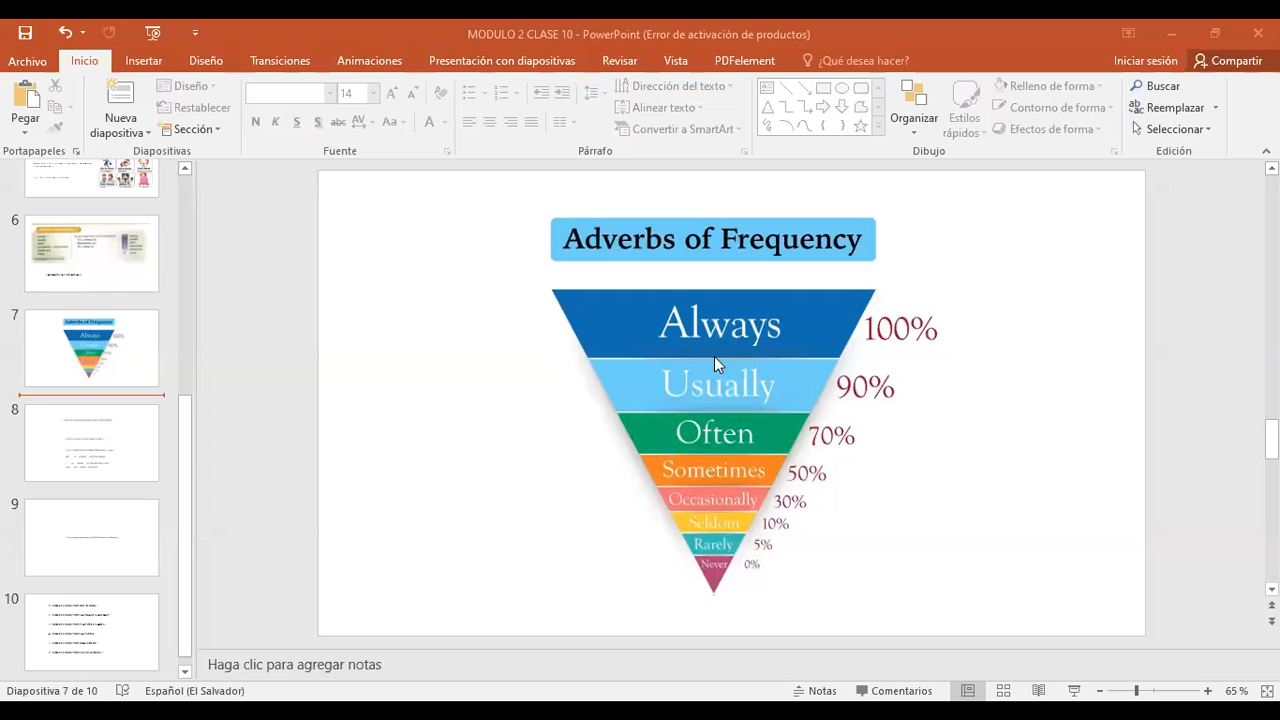 MODULO 2 CLASE 10 - PowerPoint (Error de activación de productos)
Archivo Inicio Insertar Diseño Transiciones Animaciones Presentación con diapositivas Revisar Vista PDFelement ¿Qué desea hacer? Iniciar sesión Compartir
Pegar
Portapapeles
Nueva
diapositiva
Diseño
Restablecer
Sección
Diapositivas
14
N K S S abc AV Aa A
Fuente
Dirección del texto
Alinear texto
Convertir a SmartArt
Párrafo
Organizar
Estilos
rápidos
Relleno de forma
Contorno de forma
Efectos de forma
Dibujo
Buscar
Reemplazar
Seleccionar
Edición
6
7
8
9
10
Adverbs of Frequency
Always 100%
Usually 90%
Often 70%
Sometimes 50%
Occasionally 30%
Seldom 10%
Rarely 5%
Never 0%
Haga clic para agregar notas
Diapositiva 7 de 10 Español (El Salvador) Notas Comentarios 65 %